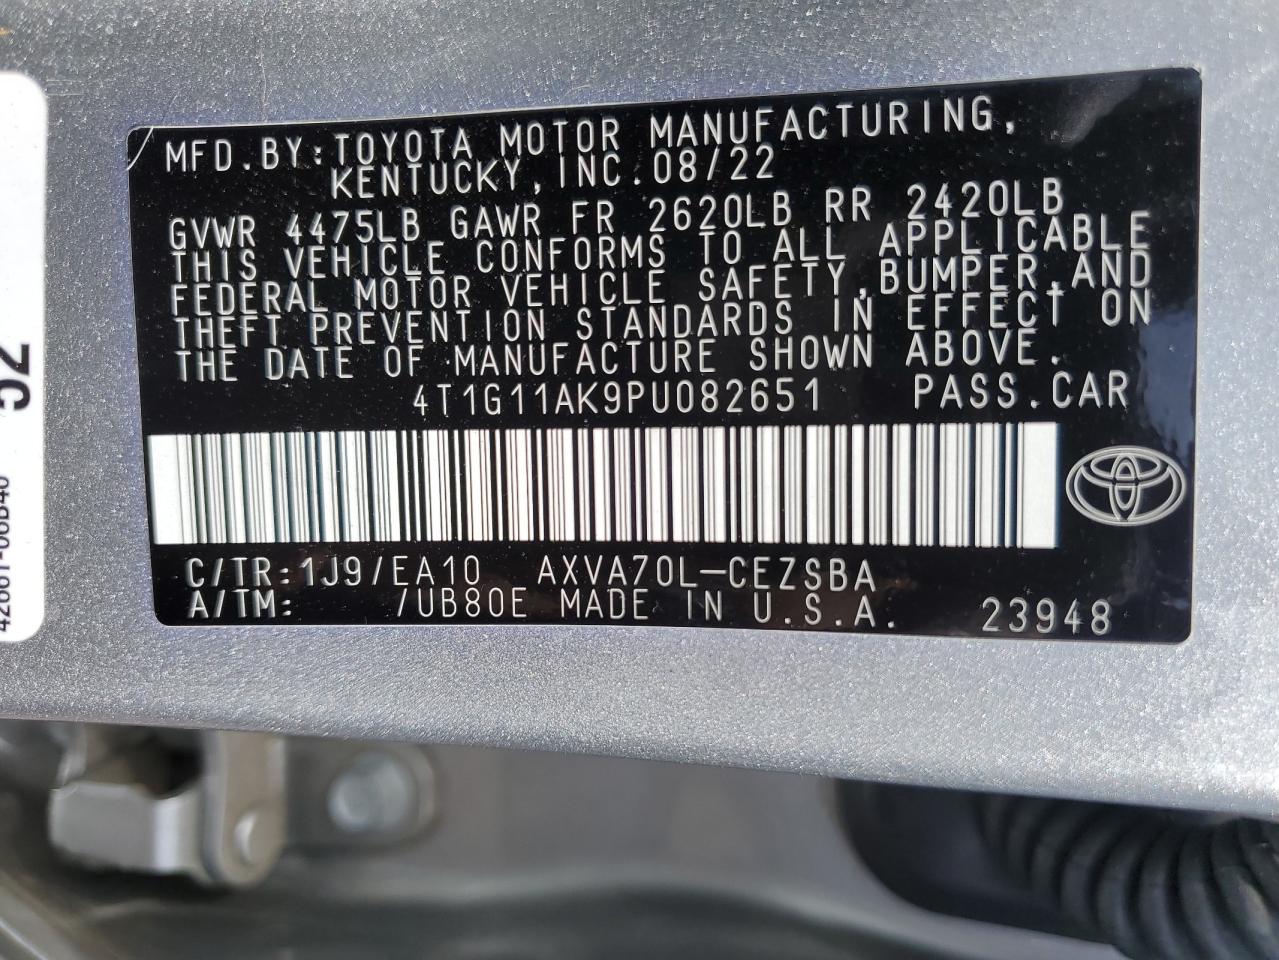 MFD.BY:TOYOTA MOTOR MANUFACTURING,
KENTUCKY,INC.08/22
GVWR 4475LB GAWR FR 2620LB RR 2420LB
THIS VEHICLE CONFORMS TO ALL APPLICABLE
FEDERAL MOTOR VEHICLE SAFETY,BUMPER,AND
THEFT PREVENTION STANDARDS IN EFFECT ON
THE DATE OF MANUFACTURE SHOWN ABOVE.
4T1G11AK9PU082651 PASS.CAR
C/TR:1J9/EA10 AXVA70L-CEZSBA
A/TM: /UB80E MADE IN U.S.A. 23948
52